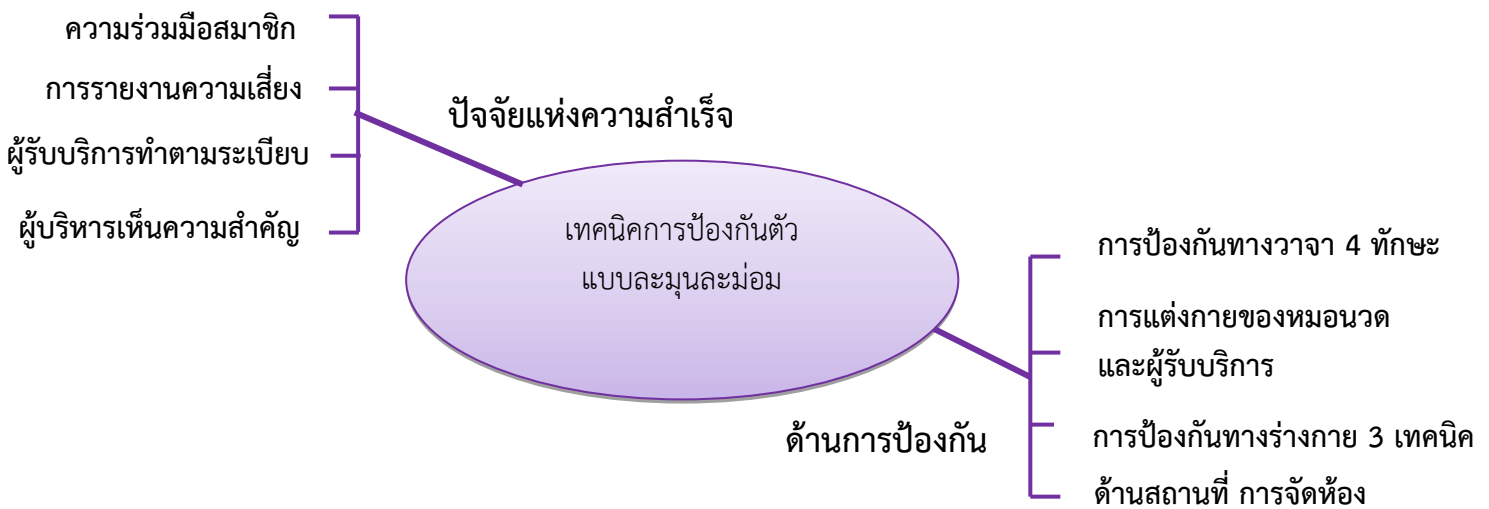 ความร่วมมือสมาชิก
การรายงานความเสี่ยง
ผู้รับบริการทำตามระเบียบ
ผู้บริหารเห็นความสำคัญ
ปัจจัยแห่งความสำเร็จ
เทคนิคการป้องกันตัว
แบบละมุนละม่อม
ด้านการป้องกัน
การป้องกันทางวาจา 4 ทักษะ
การแต่งกายของหมอนวด
และผู้รับบริการ
การป้องกันทางร่างกาย 3 เทคนิค
ด้านสถานที่ การจัดห้อง